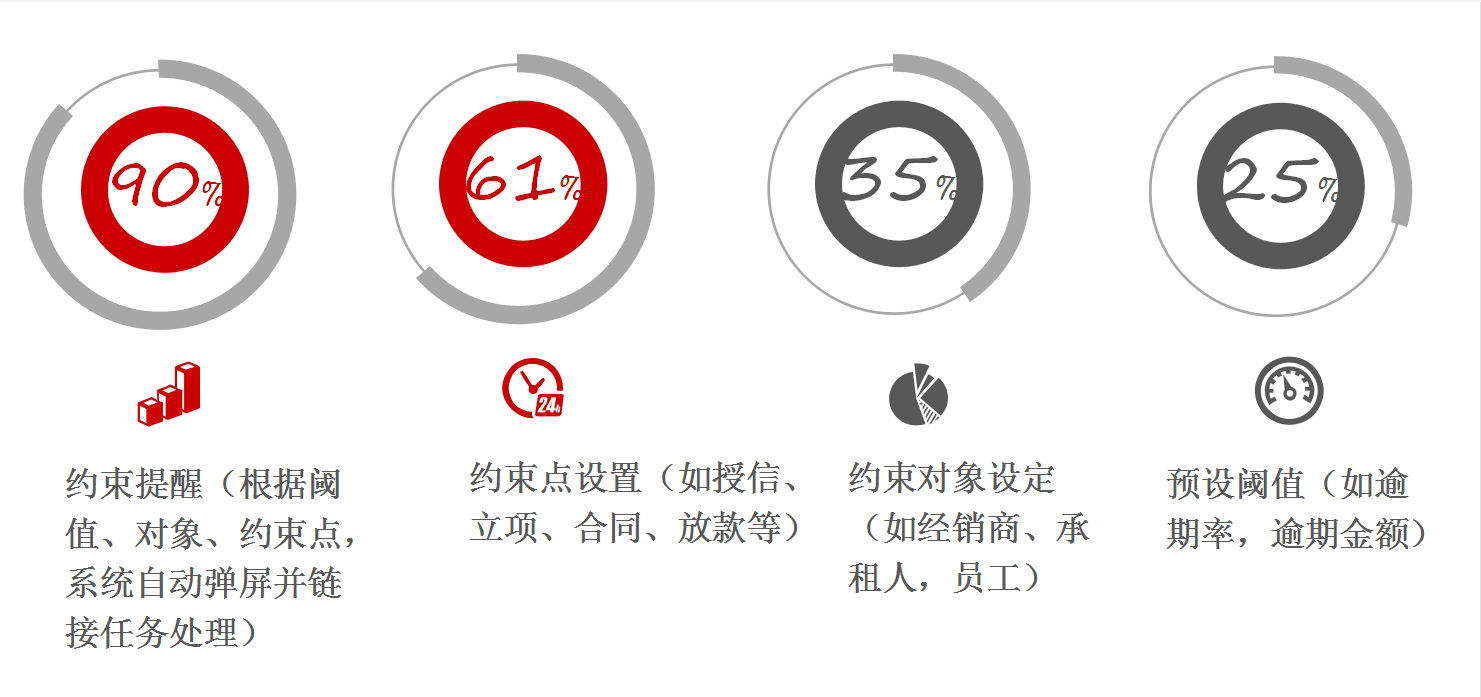 90%
61%
35%
25%
24h
约束提醒（根据阈
值、对象、约束点，
系统自动弹屏并链
接任务处理）
约束点设置（如授信、
立项、合同、放款等）
约束对象设定
（如经销商、承
租人，员工）
预设阈值（如逾
期率，逾期金额）